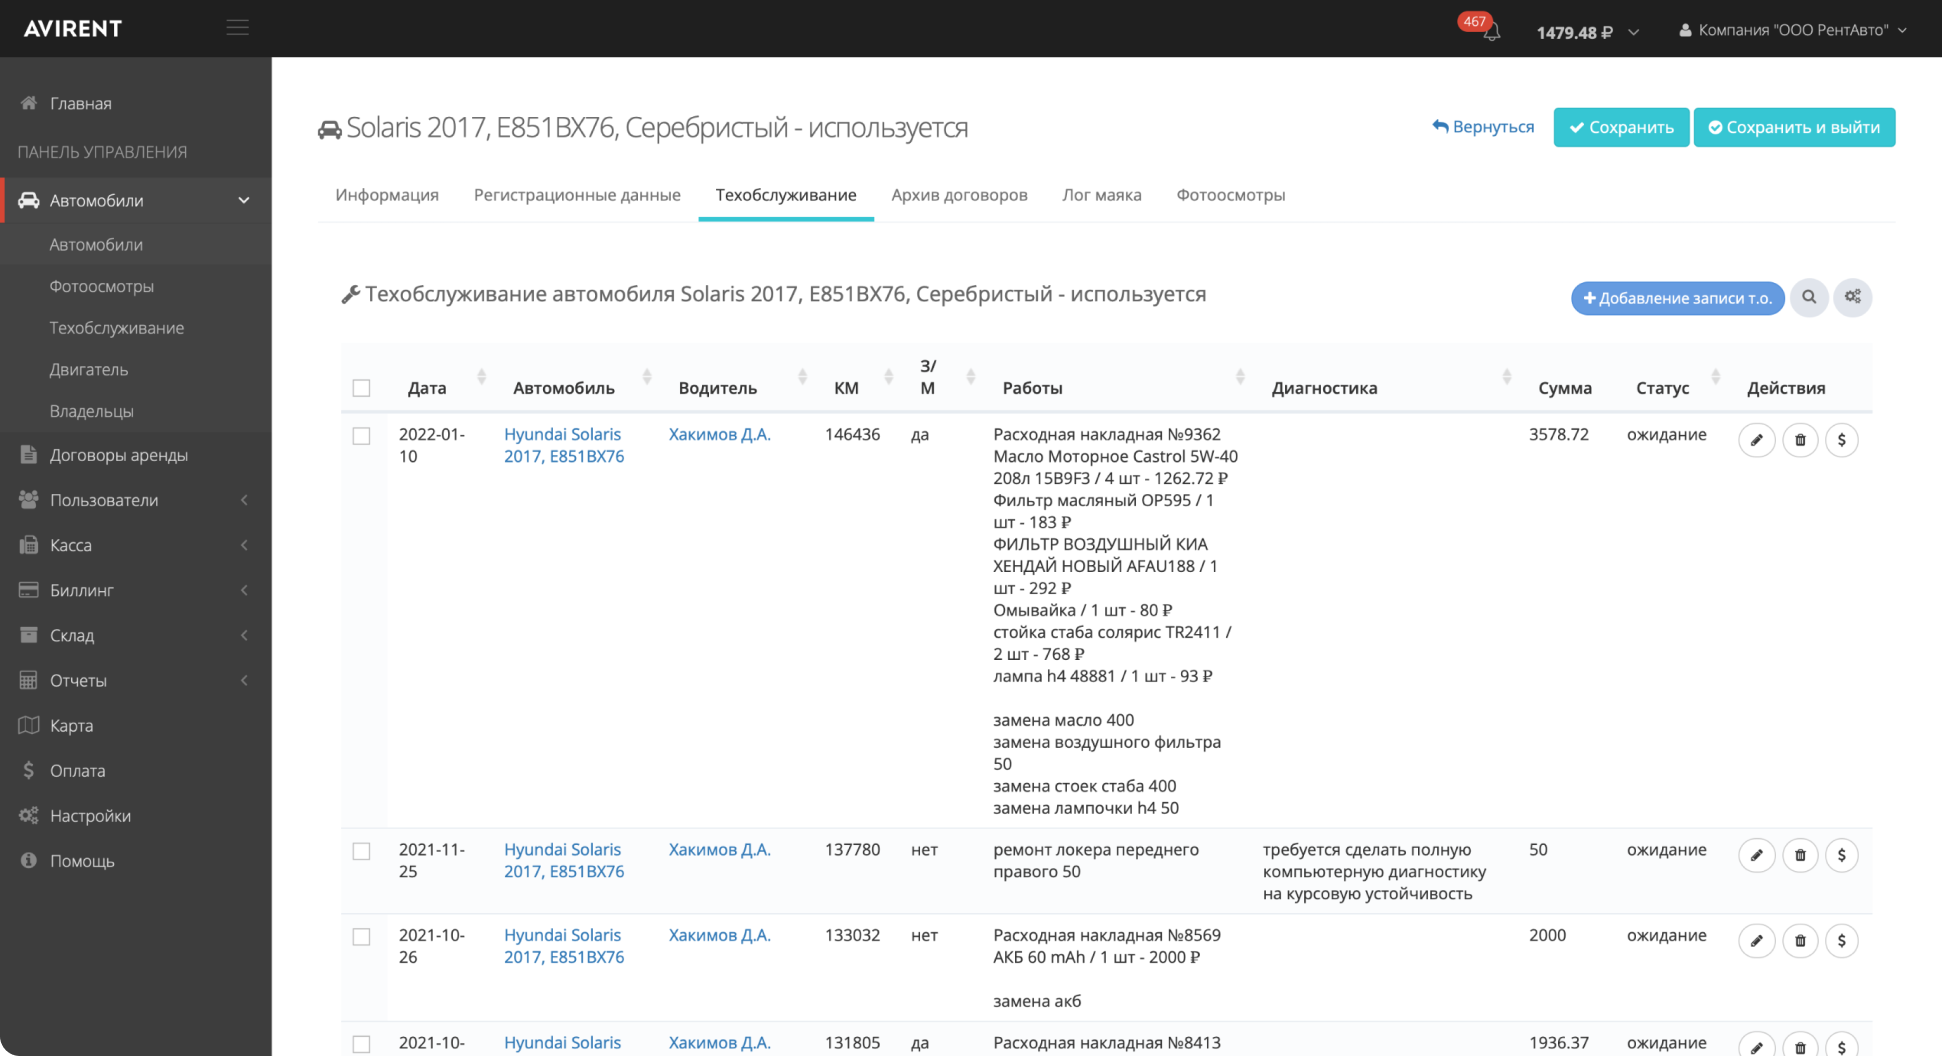 AVIRENT
467
1479.48 ₽
Компания "ООО РентАвто"
Главная
ПАНЕЛЬ УПРАВЛЕНИЯ
Автомобили
Автомобили
Фотоосмотры
Техобслуживание
Двигатель
Владельцы
Договоры аренды
Пользователи
Касса
Биллинг
Склад
Отчеты
Карта
Оплата
Настройки
Помощь
Solaris 2017, E851BX76, Серебристый - используется
Вернуться
Сохранить
Сохранить и выйти
Информация
Регистрационные данные
Техобслуживание
Архив договоров
Лог маяка
Фотоосмотры
Техобслуживание автомобиля Solaris 2017, E851BX76, Серебристый - используется
Добавление записи т.о.
Дата
Автомобиль
Водитель
КМ
З/
М
Работы
Диагностика
Сумма
Статус
Действия
2022-01-
10
Hyundai Solaris
2017, E851BX76
Хакимов Д.А.
146436
да
Расходная накладная №9362
Масло Моторное Castrol 5W-40
208л 15B9F3 / 4 шт - 1262.72 ₽
Фильтр масляный OP595 / 1
шт - 183 ₽
ФИЛЬТР ВОЗДУШНЫЙ КИА
ХЕНДАЙ НОВЫЙ AFAU188 / 1
шт - 292 ₽
Омывайка / 1 шт - 80 ₽
стойка стаба солярис TR2411 /
2 шт - 768 ₽
лампа h4 48881 / 1 шт - 93 ₽
замена масло 400
замена воздушного фильтра
50
замена стоек стаба 400
замена лампочки h4 50
3578.72
ожидание
2021-11-
25
Hyundai Solaris
2017, E851BX76
Хакимов Д.А.
137780
нет
ремонт локера переднего
правого 50
требуется сделать полную
компьютерную диагностику
на курсовую устойчивость
50
ожидание
2021-10-
26
Hyundai Solaris
2017, E851BX76
Хакимов Д.А.
133032
нет
Расходная накладная №8569
АКБ 60 mAh / 1 шт - 2000 ₽
замена акб
2000
ожидание
2021-10-
Hyundai Solaris
Хакимов Д.А.
131805
да
Расходная накладная №8413
1936.37
ожидание